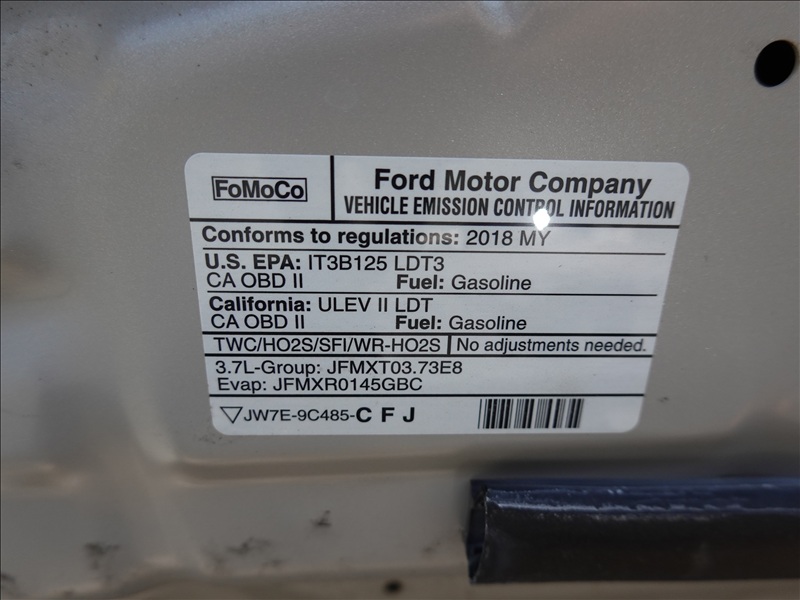 FoMoCo
Ford Motor Company
VEHICLE EMISSION CONTROL INFORMATION
Conforms to regulations: 2018 MY
U.S. EPA: IT3B125 LDT3
CA OBD II Fuel: Gasoline
California: ULEV II LDT
CA OBD II Fuel: Gasoline
TWC/HO2S/SFI/WR-HO2S No adjustments needed.
3.7L-Group: JFMXT03.73E8
Evap: JFMXR0145GBC
JW7E-9C485-C F J